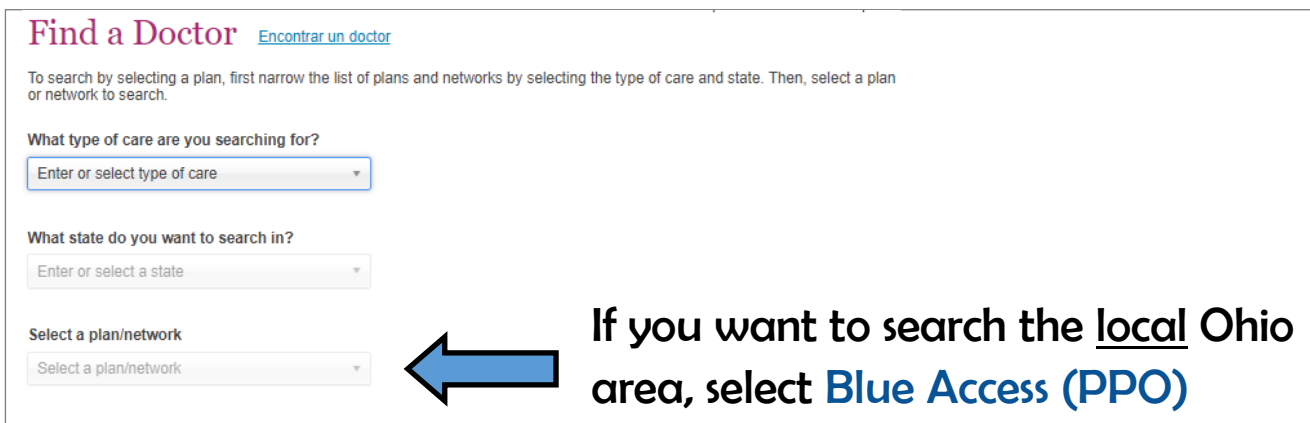 Find a Doctor Encontrar un doctor
To search by selecting a plan, first narrow the list of plans and networks by selecting the type of care and state. Then, select a plan
or network to search.
What type of care are you searching for?
Enter or select type of care
What state do you want to search in?
Enter or select a state
Select a plan/network
Select a plan/network
If you want to search the local Ohio
area, select Blue Access (PPO)